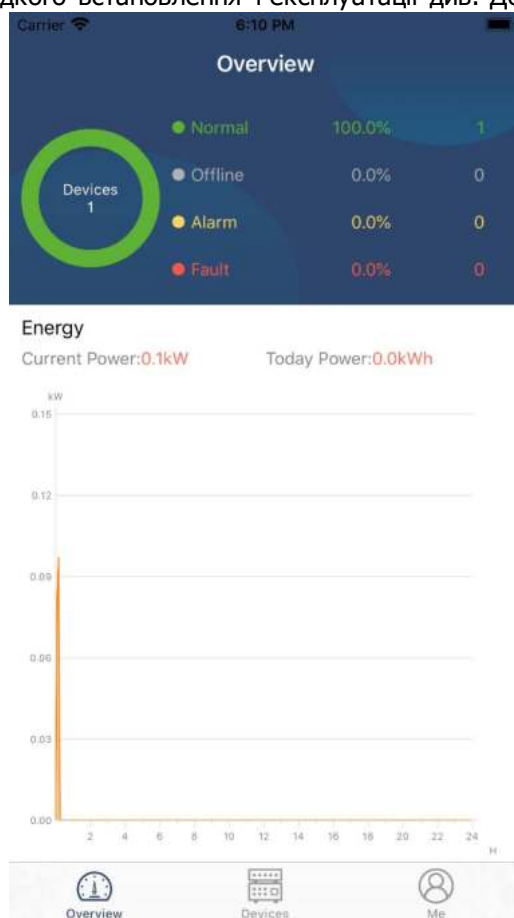 встановлення і експлуатації див.
Carrier 6:10 PM
Overview
Devices
1
Normal 100.0% 1
Offline 0.0% 0
Alarm 0.0% 0
Fault 0.0% 0
Energy
Current Power:0.1kW Today Power:0.0kWh
kW
0.15
0.12
0.09
0.06
0.03
0.00
2 4 6 8 10 12 14 16 18 20 22 24
H
Overview Devices Me